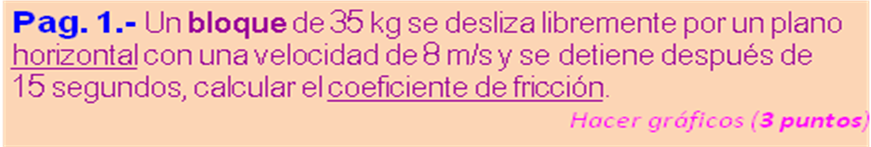 Pag. 1.- Un bloque de 35 kg se desliza libremente por un plano
horizontal con una velocidad de 8 m/s y se detiene después de
15 segundos, calcular el coeficiente de fricción.
Hacer gráficos (3 puntos)